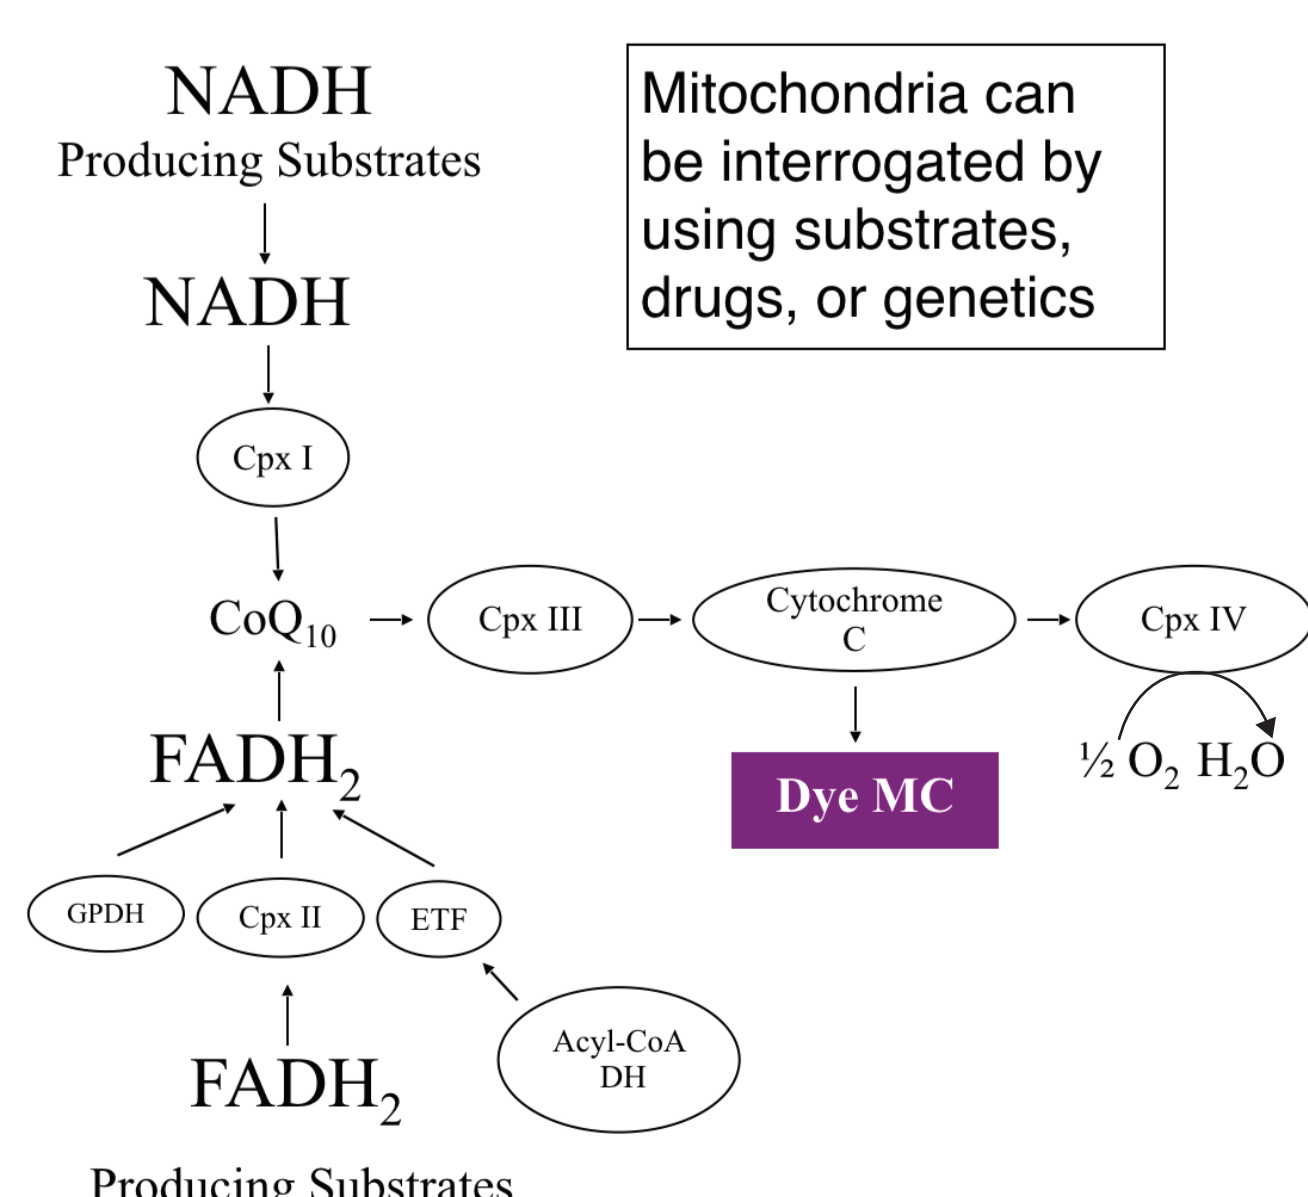 NADH
Producing Substrates
NADH
Cpx I
Mitochondria can
be interrogated by
using substrates,
drugs, or genetics
CoQ₁₀
Cpx III
Cytochrome
C
Cpx IV
Dye MC
½ O₂ H₂O
FADH₂
GPDH
Cpx II
ETF
Acyl-CoA
DH
FADH₂
Producing Substrates